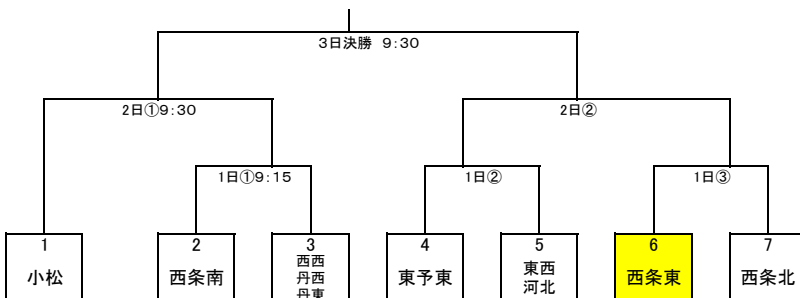 3日決勝 9:30
2日①9:30
2日②
1日①9:15
1日②
1日③
1
2
3
4
5
6
7
小松
西条南
西西
丹西
丹東
東予東
東西
河北
西条東
西条北